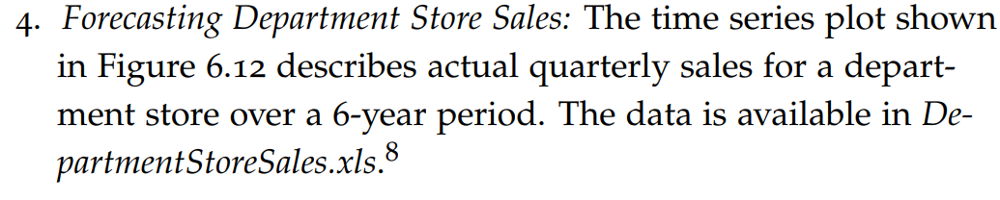 4. Forecasting Department Store Sales: The time series plot shown
in Figure 6.12 describes actual quarterly sales for a depart-
ment store over a 6-year period. The data is available in De-
partmentStoreSales.xls.8